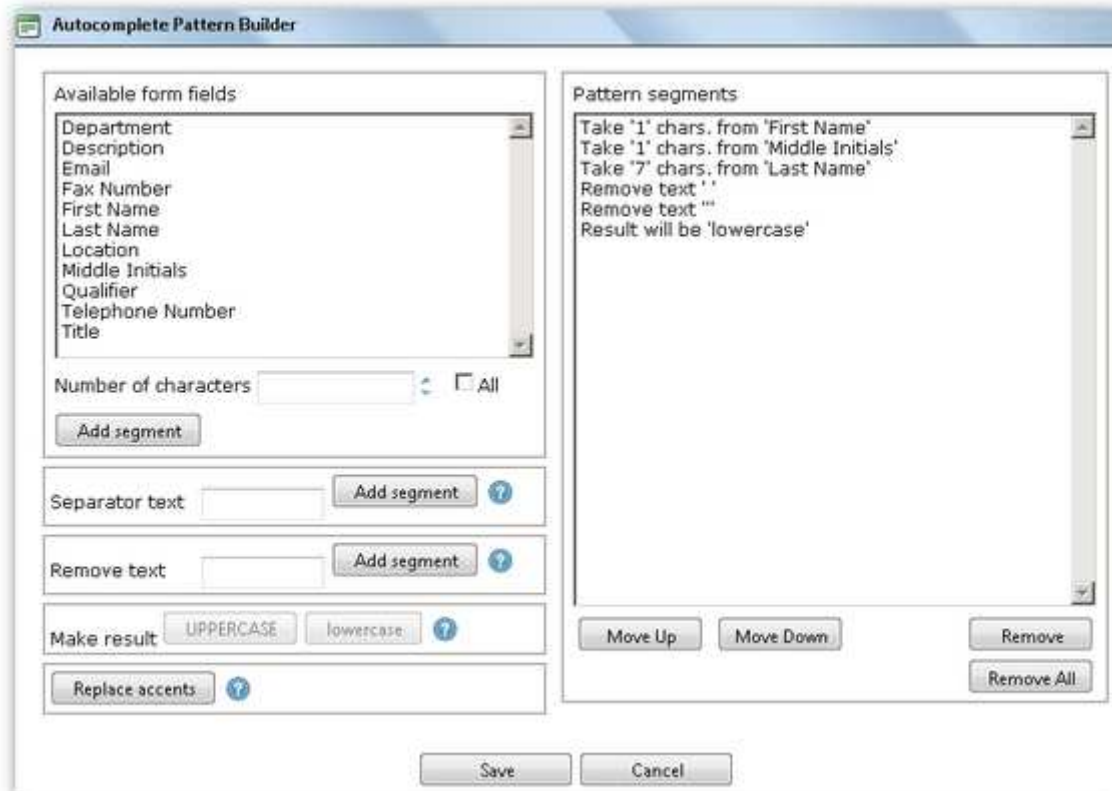 Autocomplete Pattern Builder
Available form fields
Department
Description
Email
Fax Number
First Name
Last Name
Location
Middle Initials
Qualifier
Telephone Number
Title
Number of characters All
Add segment
Separator text Add segment ?
Remove text Add segment ?
Make result UPPERCASE lowercase ?
Replace accents ?
Pattern segments
Take '1' chars. from 'First Name'
Take '1' chars. from 'Middle Initials'
Take '7' chars. from 'Last Name'
Remove text ' '
Remove text '''
Result will be 'lowercase'
Move Up Move Down Remove
Remove All
Save Cancel